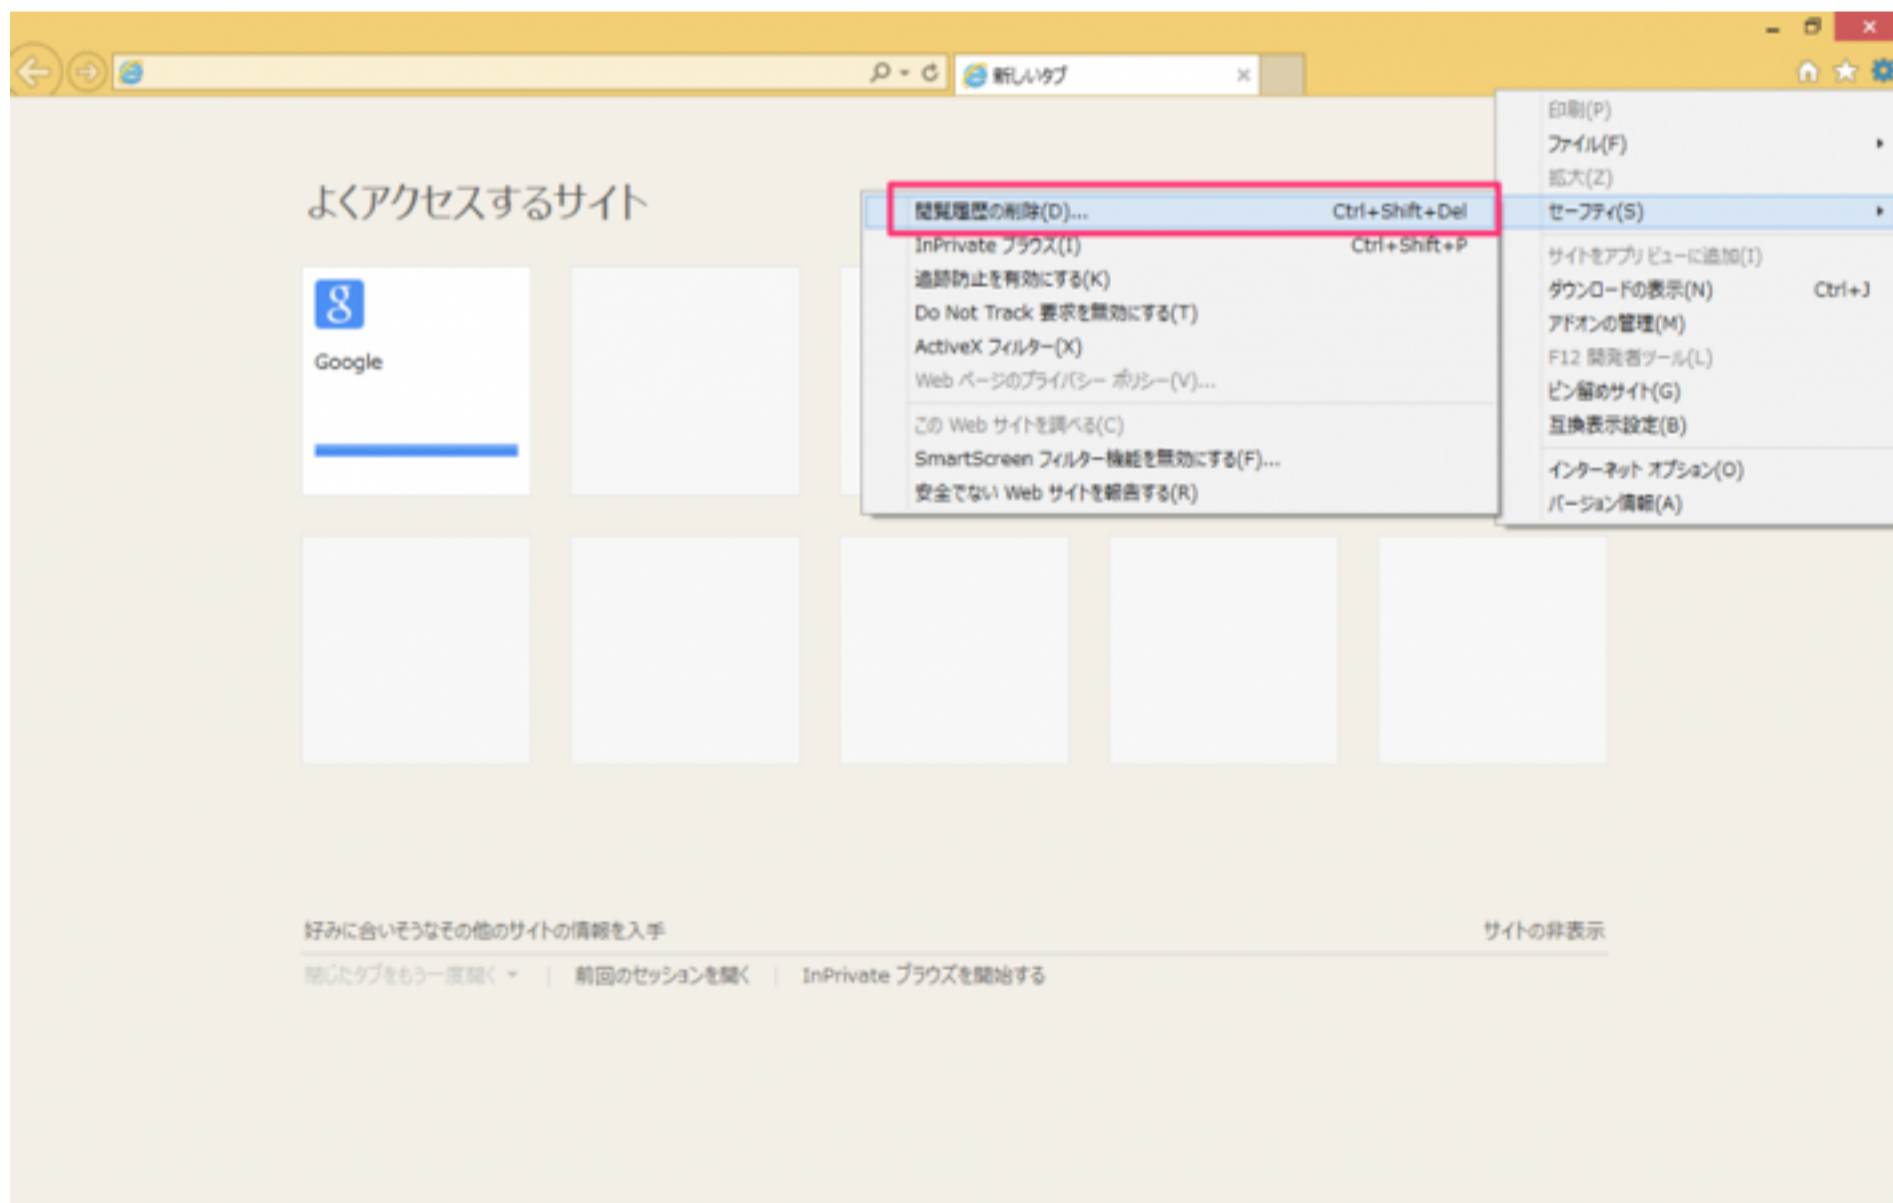 新しいタブ
よくアクセスするサイト
g
Google
閲覧履歴の削除(D)... Ctrl+Shift+Del
InPrivate ブラウズ(I) Ctrl+Shift+P
追跡防止を有効にする(K)
Do Not Track 要求を無効にする(T)
ActiveX フィルター(X)
Web ページのプライバシー ポリシー(V)...
この Web サイトを調べる(C)
SmartScreen フィルター機能を無効にする(F)...
安全でない Web サイトを報告する(R)
印刷(P)
ファイル(F)
拡大(Z)
セーフティ(S)
サイトをアプリ ビューに追加(I)
ダウンロードの表示(N) Ctrl+J
アドオンの管理(M)
F12 開発者ツール(L)
ピン留めサイト(G)
互換表示設定(B)
インターネット オプション(O)
バージョン情報(A)
好みに合いそうなその他のサイトの情報を入手 サイトの非表示
閉じたタブをもう一度開く 前回のセッションを開く InPrivate ブラウズを開始する